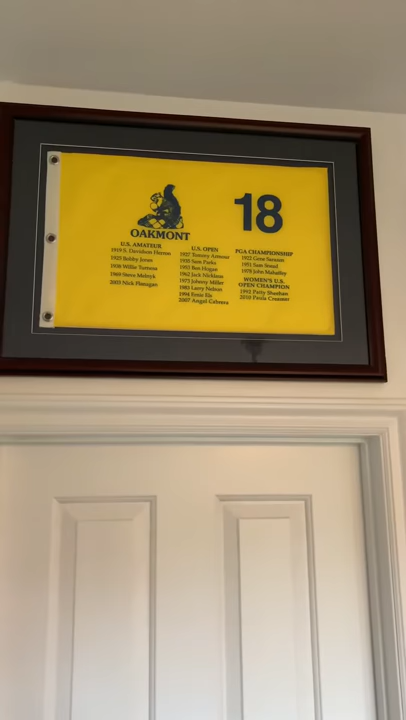 OAKMONT
18
U.S. AMATEUR
1919 S. Davidson Herron
1925 Bobby Jones
1938 Willie Turnesa
1969 Steve Melnyk
2003 Nick Flanagan
U.S. OPEN
1927 Tommy Armour
1935 Sam Parks
1953 Ben Hogan
1962 Jack Nicklaus
1973 Johnny Miller
1983 Larry Nelson
1994 Ernie Els
2007 Angel Cabrera
PGA CHAMPIONSHIP
1922 Gene Sarazen
1951 Sam Snead
1978 John Mahaffey
WOMEN'S U.S.
OPEN CHAMPION
1992 Patty Sheehan
2010 Paula Creamer